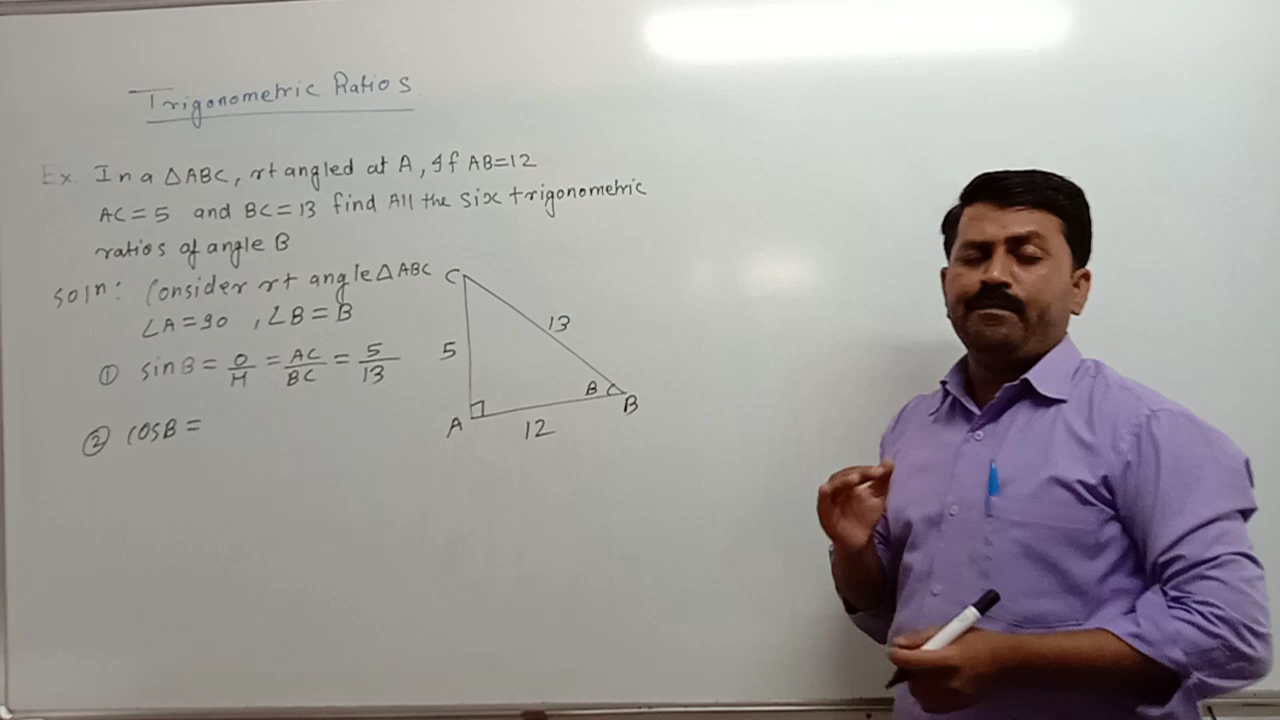 Trigonometric Ratios
Ex. In a △ABC, rt angled at A, If AB=12
AC=5 and BC=13 find All the six trigonometric
ratios of angle B
Soln: Consider rt angle △ABC
∠A=90 , ∠B=B
① sinB = O/H = AC/BC = 5/13
② cosB =
C
13
5
B
B
A
12